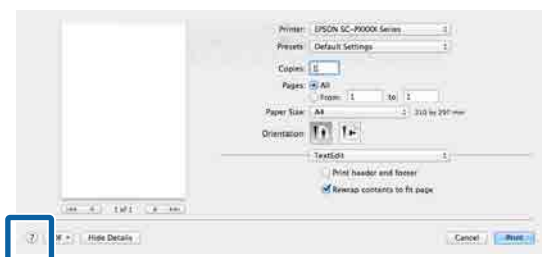 Printer: EPSON SC-PXXXX Series
Presets: Default Settings
Copies: 1
Pages: All
From: 1 to: 1
Paper Size: A4 210 by 297 mm
Orientation:
TextEdit
Print header and footer
Rewrap contents to fit page
1 of 1
? Hide Details Cancel Print